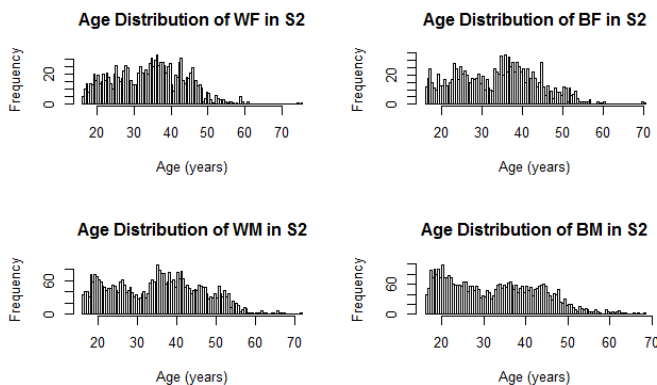 Age Distribution of WF in S2
Frequency
0 20
20 30 40 50 60 70
Age (years)
Age Distribution of BF in S2
Frequency
0 20
20 30 40 50 60 70
Age (years)
Age Distribution of WM in S2
Frequency
0 60
20 30 40 50 60 70
Age (years)
Age Distribution of BM in S2
Frequency
0 60
20 30 40 50 60 70
Age (years)